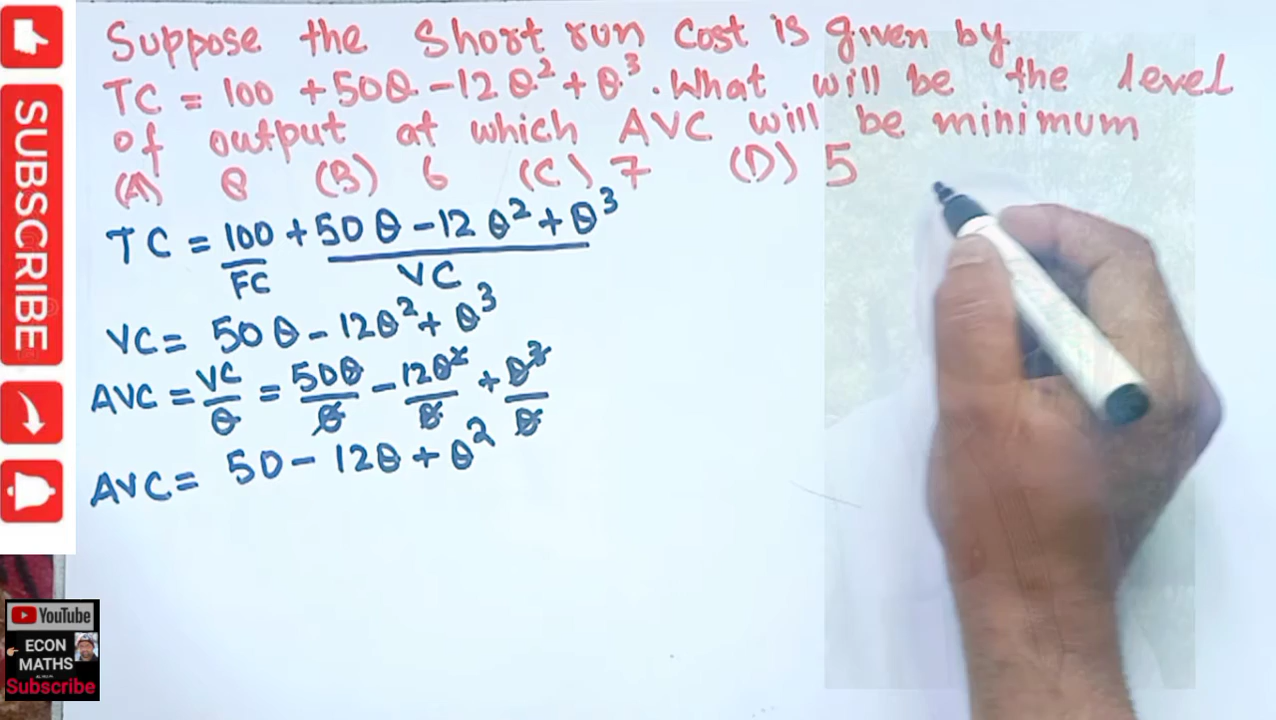 Suppose the short run cost is given by
TC = 100 + 50Q - 12Q² + Q³. What will be the level
of output at which AVC will be minimum
(A) 8 (B) 6 (C) 7 (D) 5
TC = 100 + 50Q - 12Q² + Q³
FC VC
VC = 50Q - 12Q² + Q³
AVC = VC/Q = 50Q/Q - 12Q²/Q + Q³/Q
AVC = 50 - 12Q + Q²
SUBSCRIBE
YouTube
ECON
MATHS
Subscribe